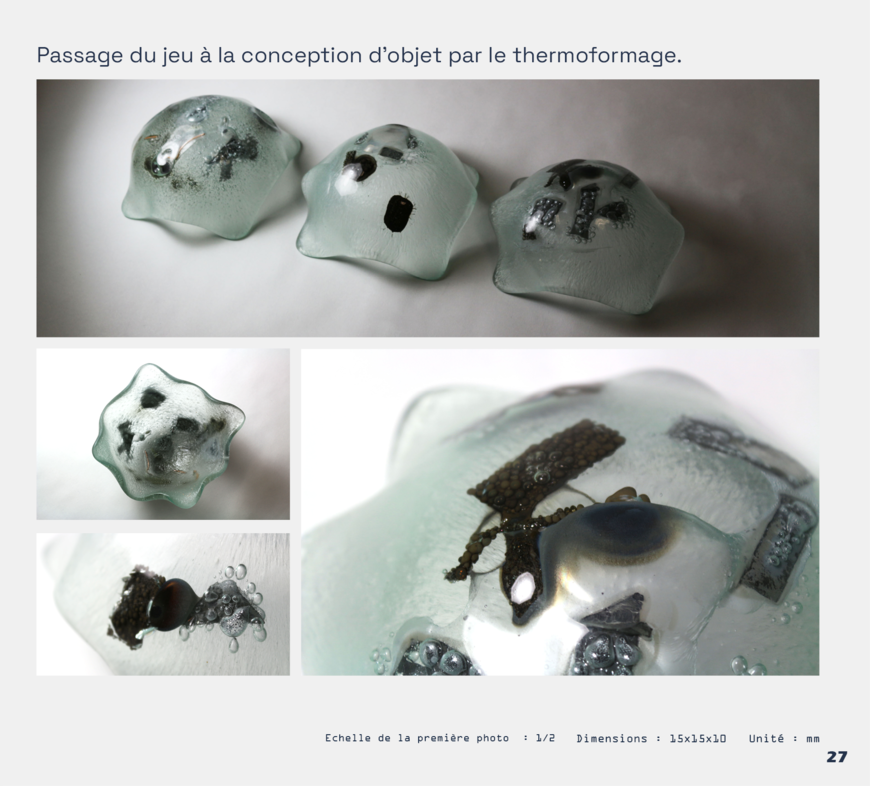 Passage du jeu à la conception d'objet par le thermoformage.
Echelle de la première photo : 1/2 Dimensions : 15x15x10 Unité : mm
27